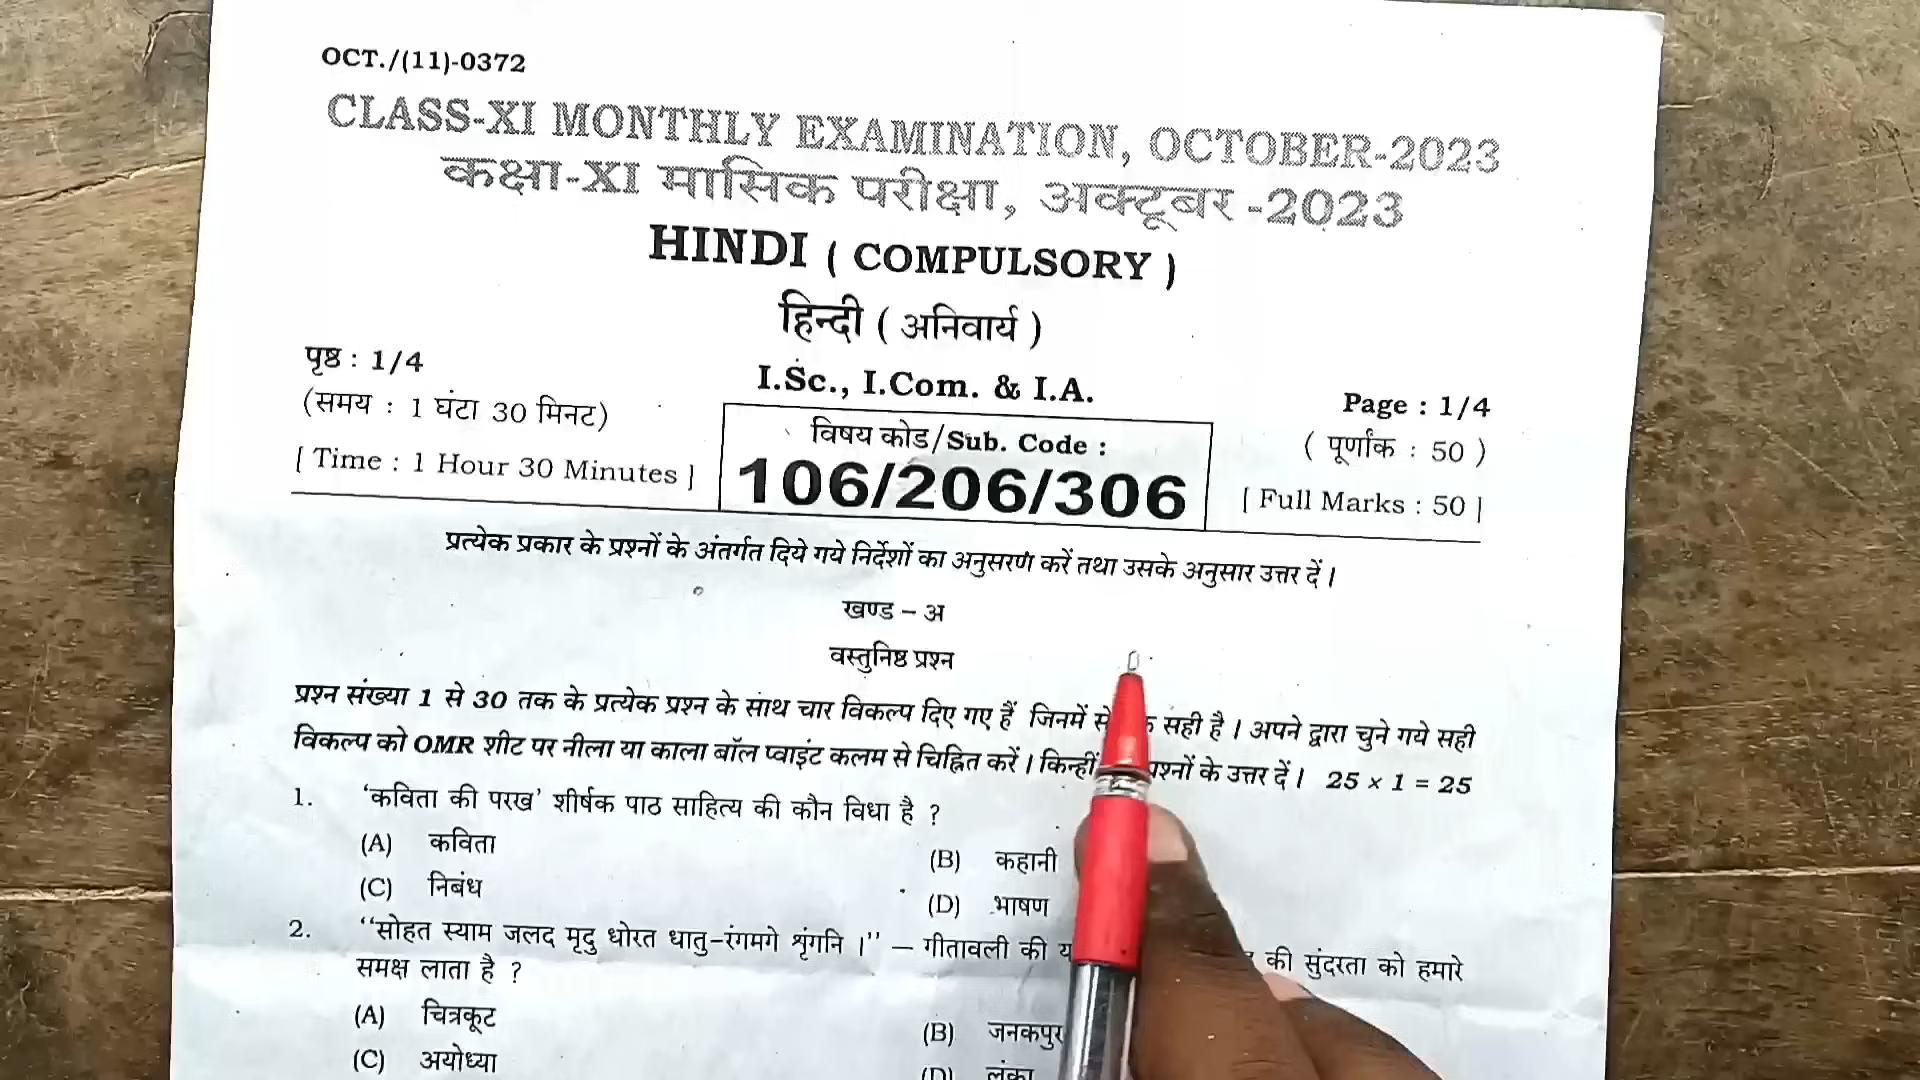 OCT./(11)-0372
CLASS-XI MONTHLY EXAMINATION, OCTOBER-2023
कक्षा-XI मासिक परीक्षा, अक्टूबर -2023
HINDI ( COMPULSORY )
हिन्दी ( अनिवार्य )
I.Sc., I.Com. & I.A.
पृष्ठ : 1/4
Page : 1/4
(समय : 1 घंटा 30 मिनट)
विषय कोड/Sub. Code :
( पूर्णांक : 50 )
[ Time : 1 Hour 30 Minutes ]
106/206/306
[ Full Marks : 50 ]
प्रत्येक प्रकार के प्रश्नों के अंतर्गत दिये गये निर्देशों का अनुसरण करें तथा उसके अनुसार उत्तर दें ।
खण्ड – अ
वस्तुनिष्ठ प्रश्न
प्रश्न संख्या 1 से 30 तक के प्रत्येक प्रश्न के साथ चार विकल्प दिए गए हैं जिनमें से सही है । अपने द्वारा चुने गये सही
विकल्प को OMR शीट पर नीला या काला बॉल प्वाइंट कलम से चिह्नित करें । किन्हीं प्रश्नों के उत्तर दें । 25 × 1 = 25
1. ‘कविता की परख’ शीर्षक पाठ साहित्य की कौन विधा है ?
(A) कविता
(B) कहानी
(C) निबंध
(D) भाषण
2. “सोहत स्याम जलद मृदु धोरत धातु-रंगमगे शृंगनि ।” — गीतावली की की सुंदरता को हमारे
समक्ष लाता है ?
(A) चित्रकूट
(B) जनकपुर
(C) अयोध्या
(D) लंका